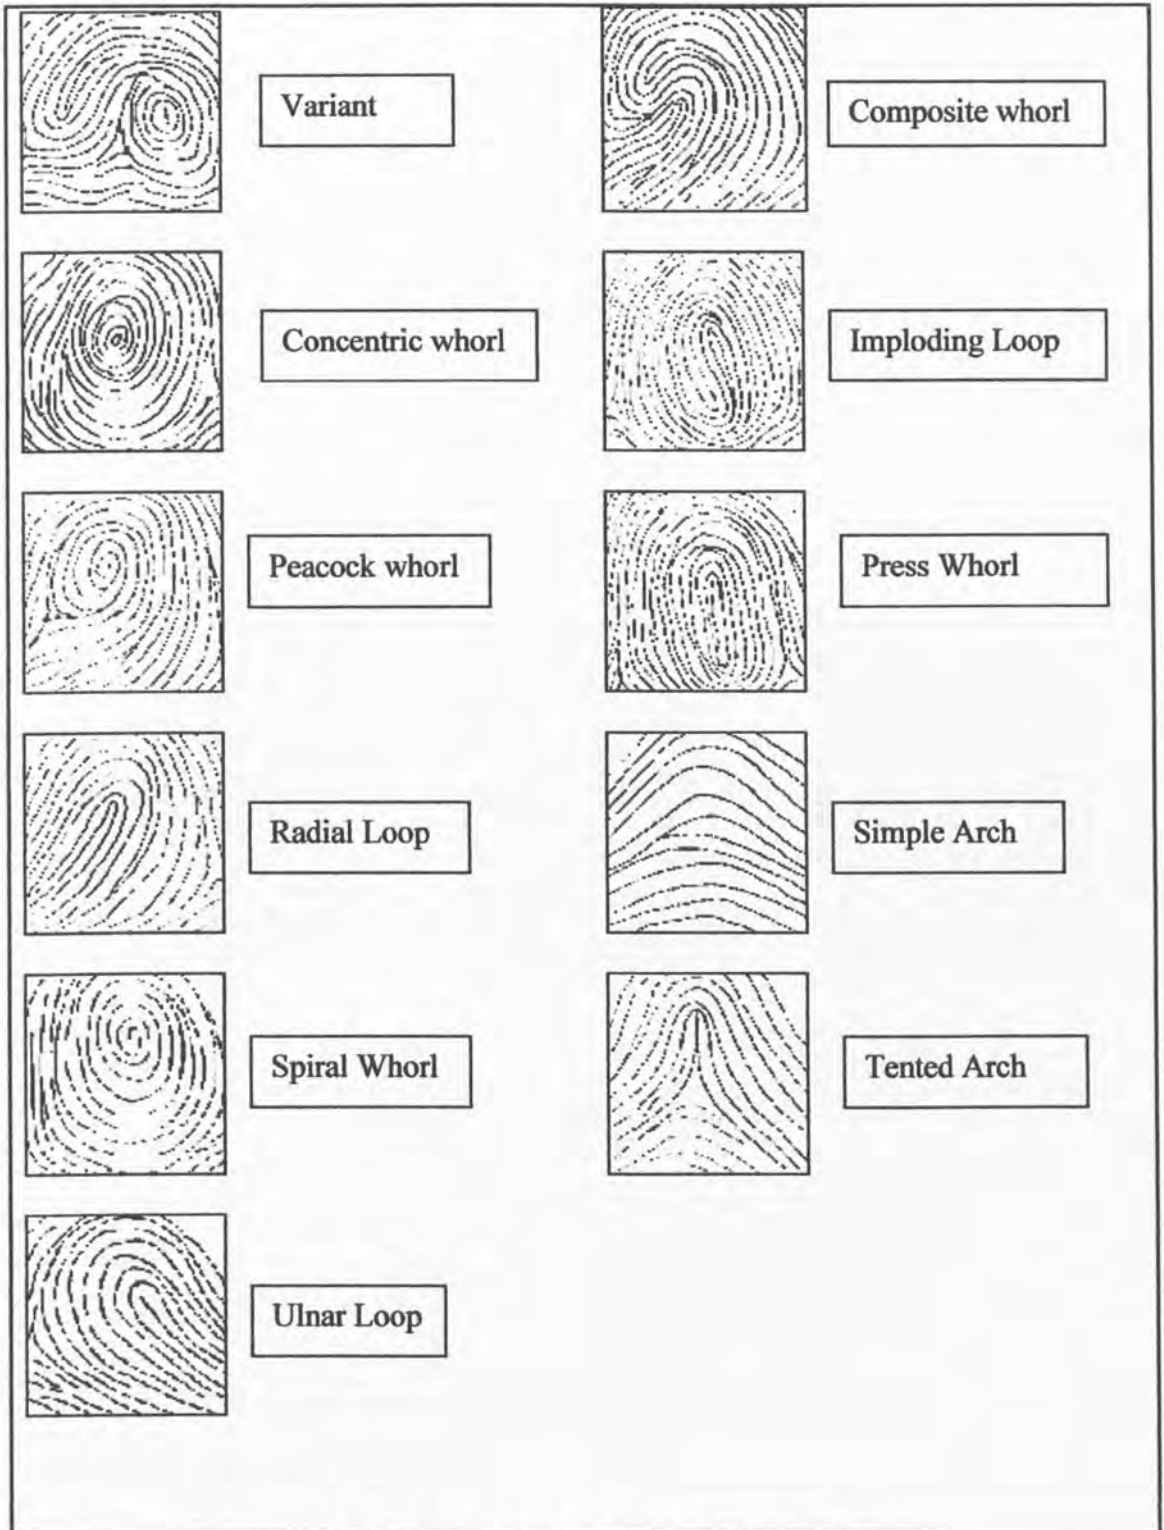 Variant
Composite whorl
Concentric whorl
Imploding Loop
Peacock whorl
Press Whorl
Radial Loop
Simple Arch
Spiral Whorl
Tented Arch
Ulnar Loop